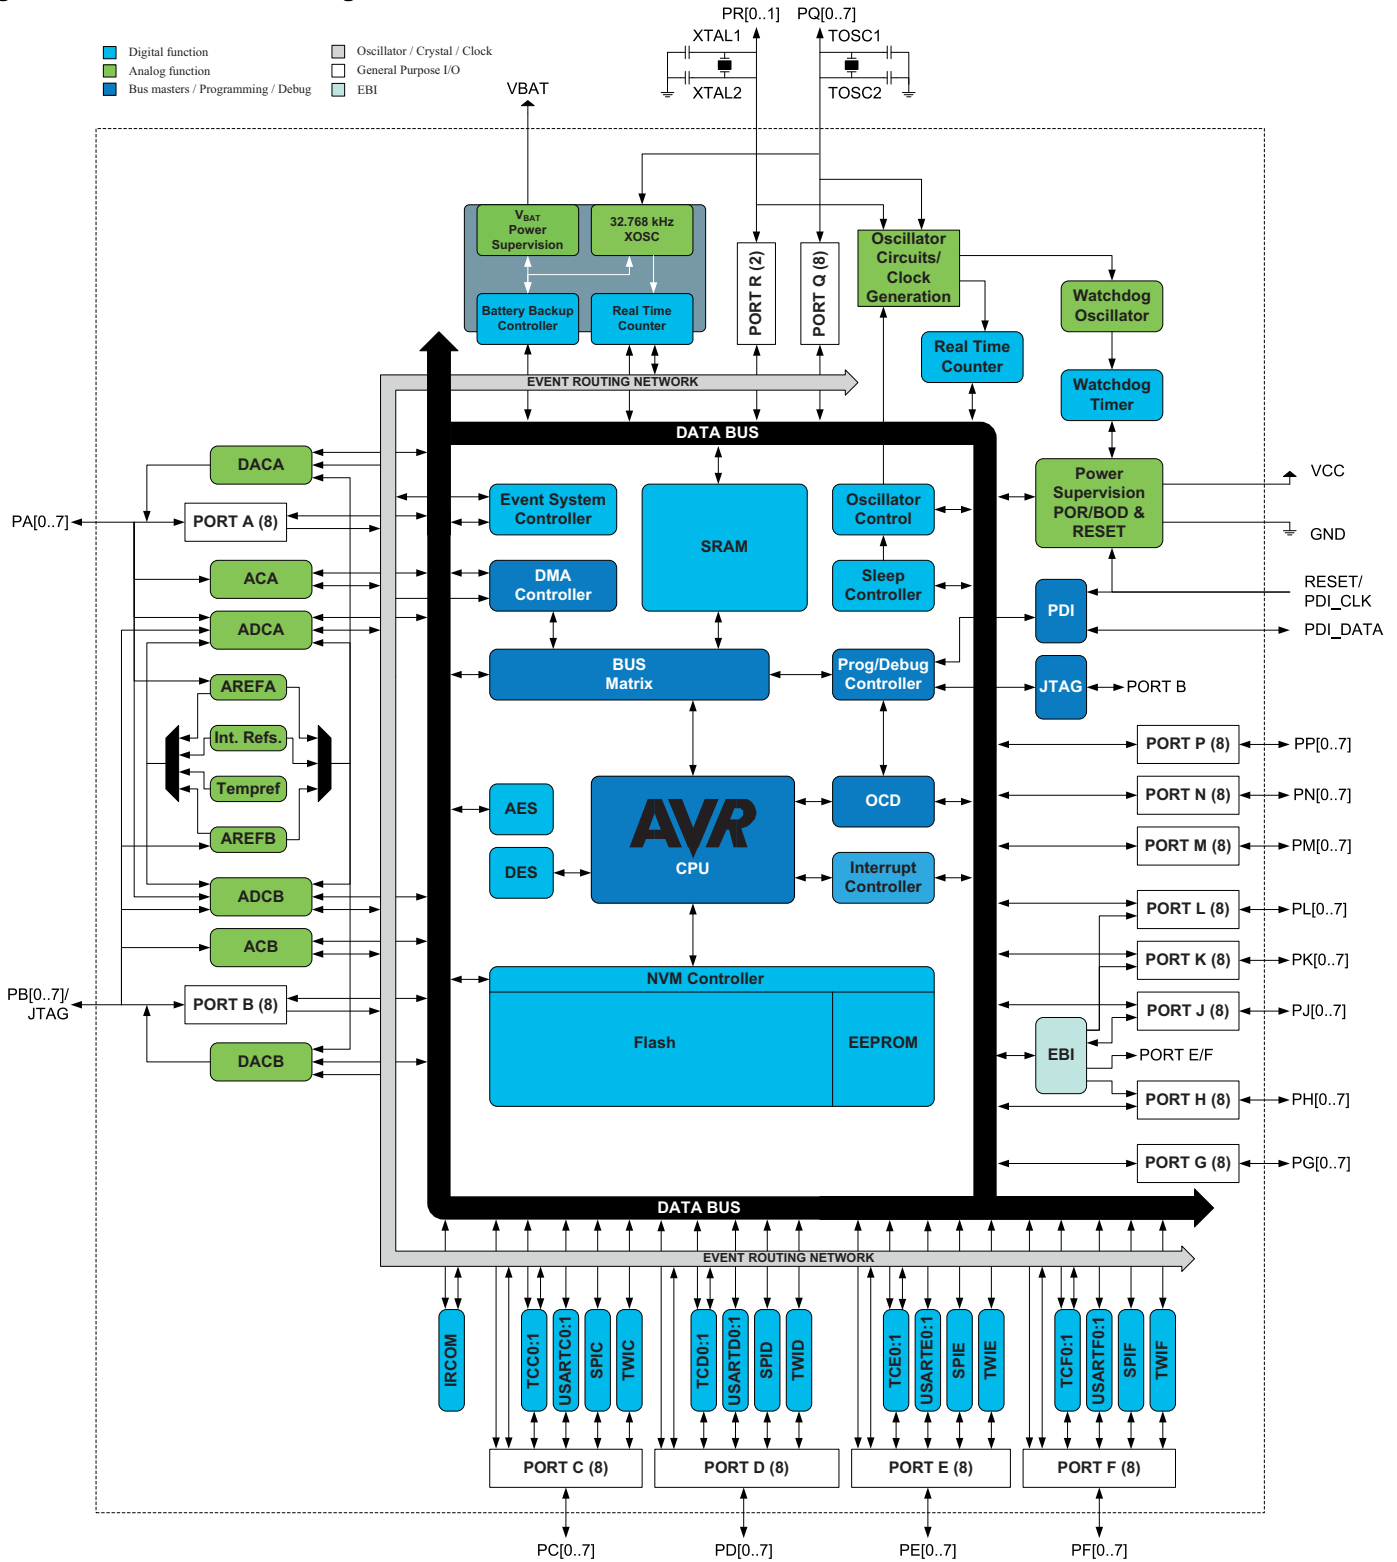 PR[0..1]
PQ[0..7]
XTAL1
TOSC1
XTAL2
TOSC2
Digital function
Analog function
Bus masters / Programming / Debug
Oscillator / Crystal / Clock
General Purpose I/O
EBI
VBAT
VBAT
Power
Supervision
32.768 kHz
XOSC
Battery Backup
Controller
Real Time
Counter
PORT R (2)
PORT Q (8)
Oscillator
Circuits/
Clock
Generation
Watchdog
Oscillator
Real Time
Counter
Watchdog
Timer
EVENT ROUTING NETWORK
DATA BUS
DACA
PA[0..7]
PORT A (8)
ACA
ADCA
AREFA
Int. Refs.
Tempref
AREFB
ADCB
ACB
PB[0..7]/
JTAG
PORT B (8)
DACB
Event System
Controller
DMA
Controller
SRAM
Oscillator
Control
Sleep
Controller
BUS
Matrix
Prog/Debug
Controller
AES
DES
AVR
CPU
OCD
Interrupt
Controller
NVM Controller
Flash
EEPROM
Power
Supervision
POR/BOD &
RESET
VCC
GND
RESET/
PDI_CLK
PDI
PDI_DATA
JTAG
PORT B
PORT P (8)
PP[0..7]
PORT N (8)
PN[0..7]
PORT M (8)
PM[0..7]
PORT L (8)
PL[0..7]
PORT K (8)
PK[0..7]
PORT J (8)
PJ[0..7]
EBI
PORT E/F
PORT H (8)
PH[0..7]
PORT G (8)
PG[0..7]
DATA BUS
EVENT ROUTING NETWORK
IRCOM
TCC0:1
USARTC0:1
SPIC
TWIC
TCD0:1
USARTD0:1
SPID
TWID
TCE0:1
USARTE0:1
SPIE
TWIE
TCF0:1
USARTF0:1
SPIF
TWIF
PORT C (8)
PORT D (8)
PORT E (8)
PORT F (8)
PC[0..7]
PD[0..7]
PE[0..7]
PF[0..7]